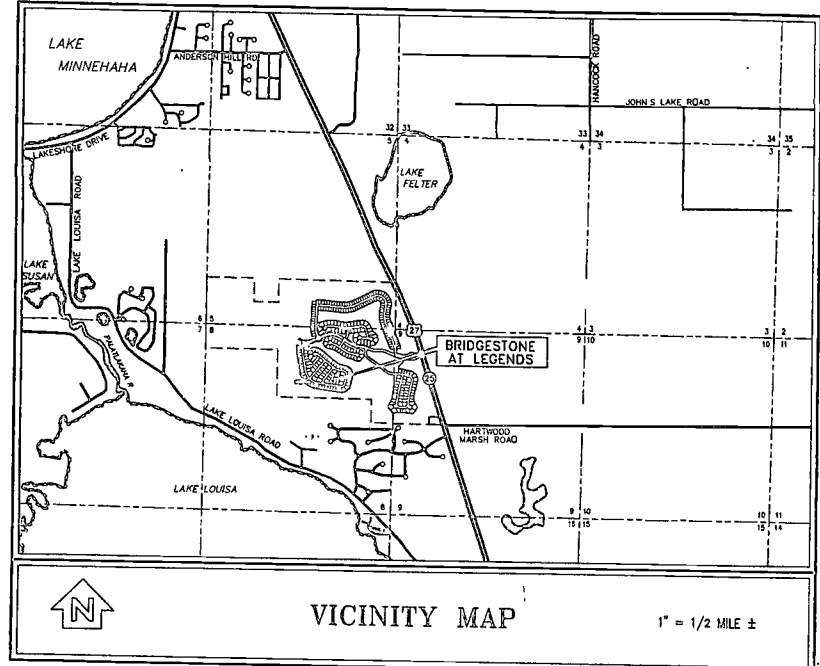 LAKE
MINNEHAHA
ANDERSON HILL RD
HANCOCK ROAD
JOHN S LAKE ROAD
32 33
5 4
33 34
4 3
34 35
3 2
LAKESHORE DRIVE
LAKE
FELTER
LAKE LOUISA ROAD
LAKE
SUSAN
6 5
7 8
4
9
27
4 3
9 10
3 2
10 11
BRIDGESTONE
AT LEGENDS
25
PALATLAKAHA R
LAKE LOUISA ROAD
HARTWOOD
MARSH ROAD
LAKE LOUISA
8 9
9 10
16 15
10 11
15 14
N
VICINITY MAP
1" = 1/2 MILE ±